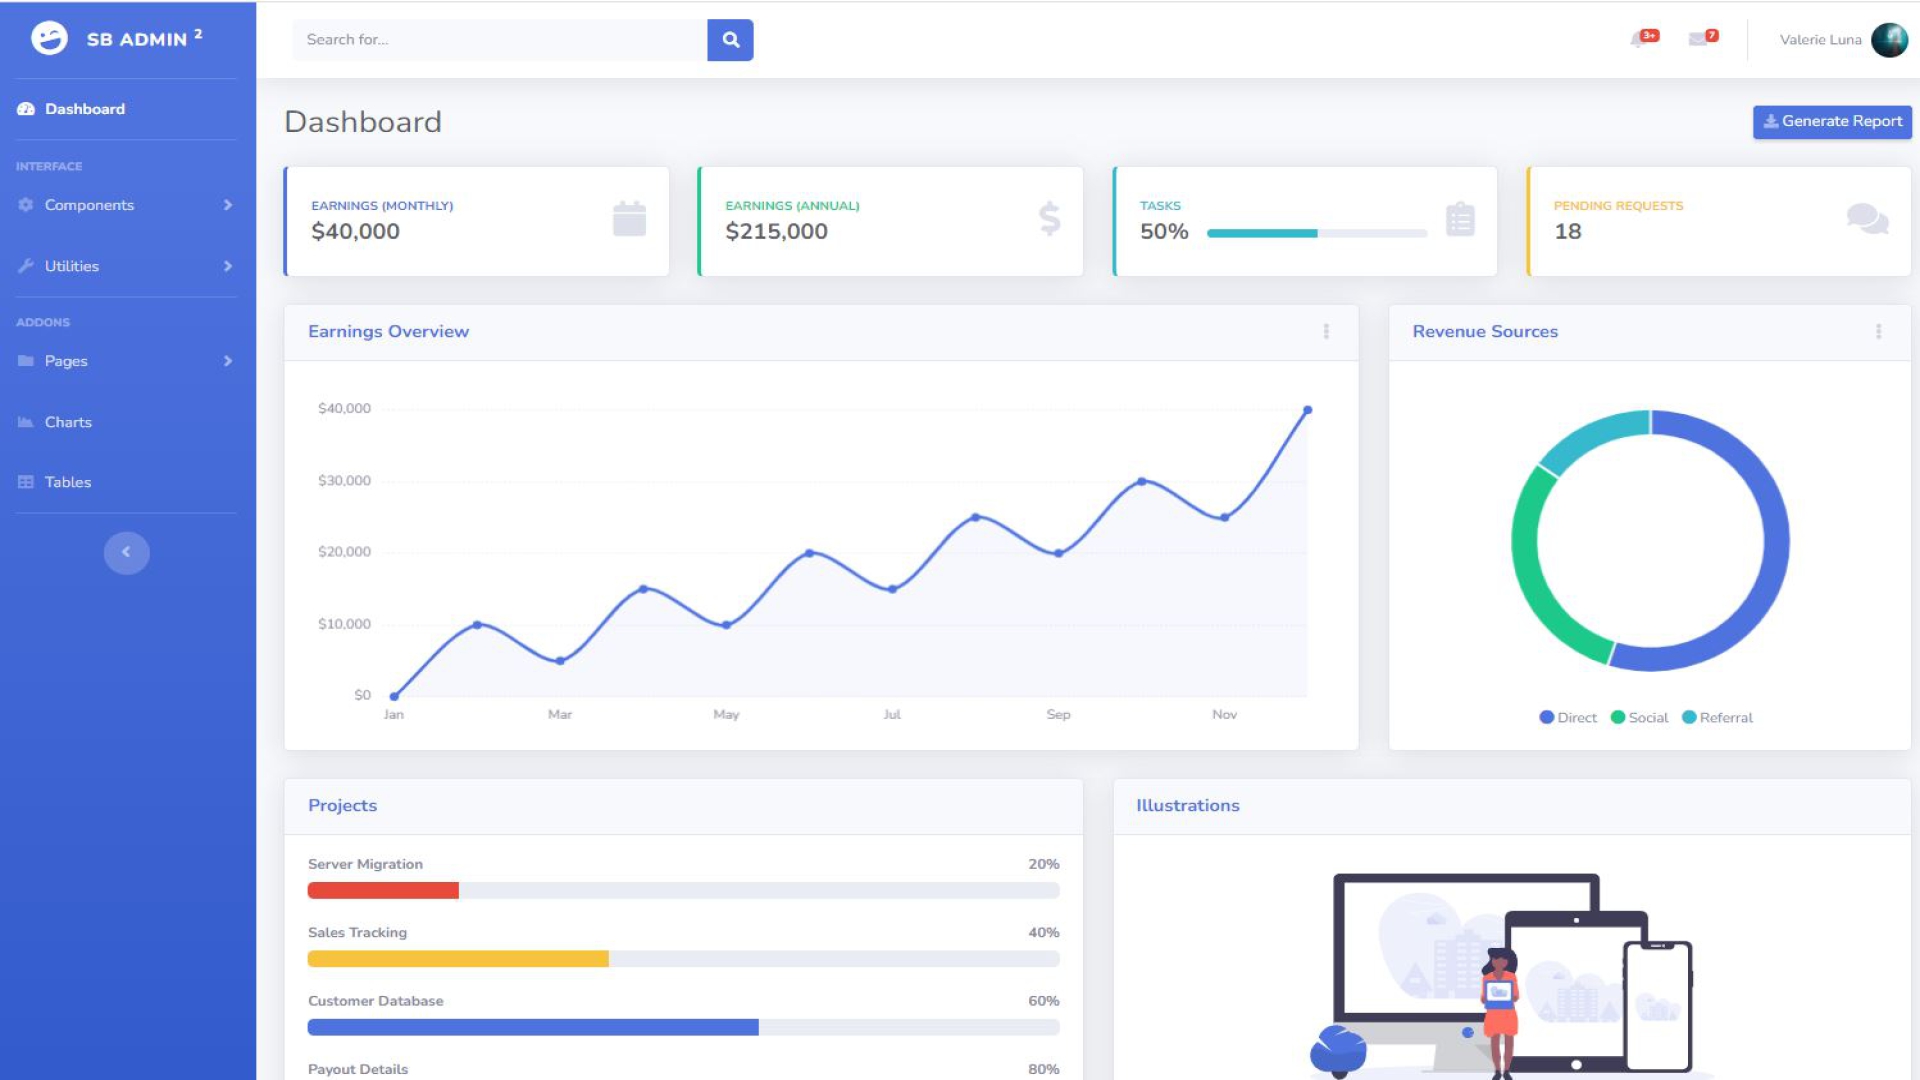 SB ADMIN 2
Dashboard
INTERFACE
Components
Utilities
ADDONS
Pages
Charts
Tables
Search for...
3+
7
Valerie Luna
Dashboard
Generate Report
EARNINGS (MONTHLY)
$40,000
EARNINGS (ANNUAL)
$215,000
TASKS
50%
PENDING REQUESTS
18
Earnings Overview
$40,000
$30,000
$20,000
$10,000
$0
Jan Mar May Jul Sep Nov
Revenue Sources
Direct Social Referral
Projects
Server Migration 20%
Sales Tracking 40%
Customer Database 60%
Payout Details 80%
Illustrations